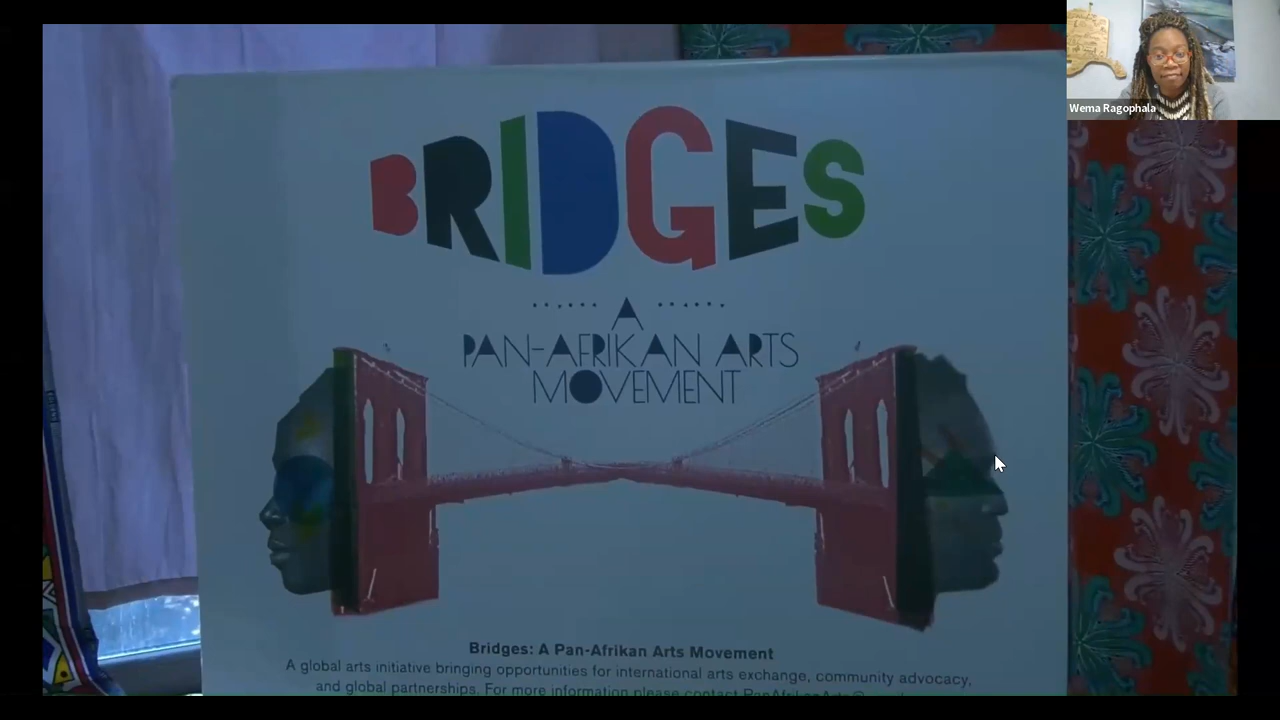 Wema Ragophala
BRIDGES
A
PAN-AFRIKAN ARTS
MOVEMENT
Bridges: A Pan-Afrikan Arts Movement
A global arts initiative bringing opportunities for international arts exchange, community advocacy,
and global partnerships. For more information please contact